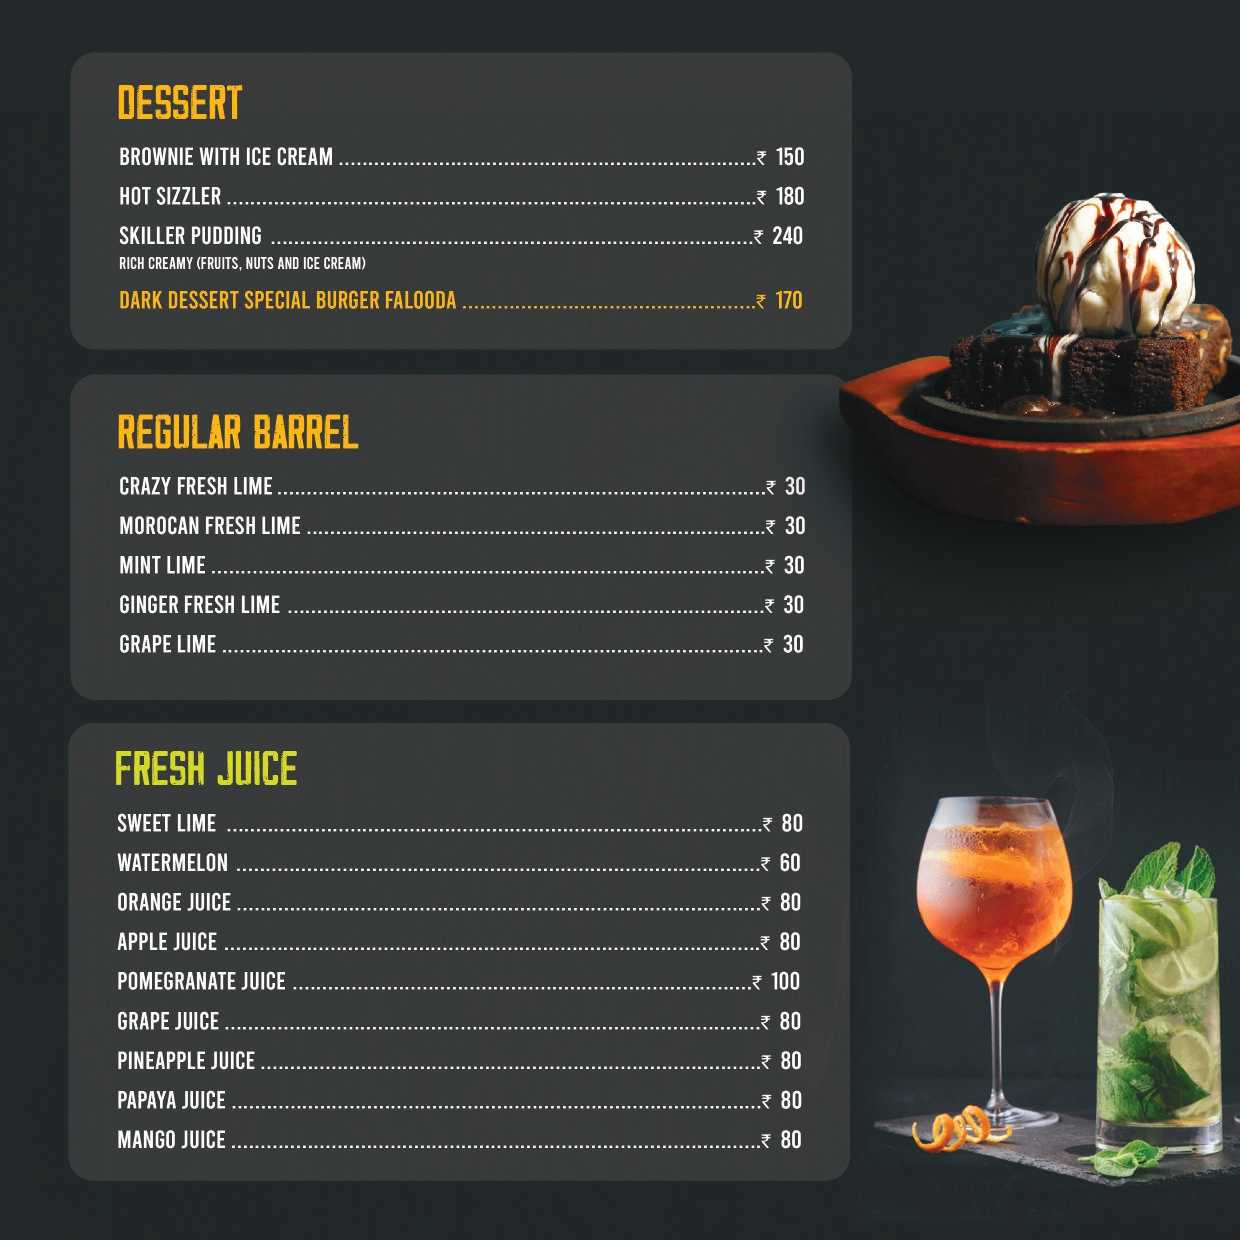 DESSERT
BROWNIE WITH ICE CREAM ........................................................................₹ 150
HOT SIZZLER ...........................................................................................₹ 180
SKILLER PUDDING ...................................................................................₹ 240
RICH CREAMY (FRUITS, NUTS AND ICE CREAM)
DARK DESSERT SPECIAL BURGER FALOODA ..................................................₹ 170
REGULAR BARREL
CRAZY FRESH LIME ....................................................................................₹ 30
MOROCAN FRESH LIME ...............................................................................₹ 30
MINT LIME ...............................................................................................₹ 30
GINGER FRESH LIME ..................................................................................₹ 30
GRAPE LIME .............................................................................................₹ 30
FRESH JUICE
SWEET LIME ............................................................................................₹ 80
WATERMELON ..........................................................................................₹ 60
ORANGE JUICE ..........................................................................................₹ 80
APPLE JUICE ............................................................................................₹ 80
POMEGRANATE JUICE ...............................................................................₹ 100
GRAPE JUICE ............................................................................................₹ 80
PINEAPPLE JUICE ......................................................................................₹ 80
PAPAYA JUICE ...........................................................................................₹ 80
MANGO JUICE ...........................................................................................₹ 80